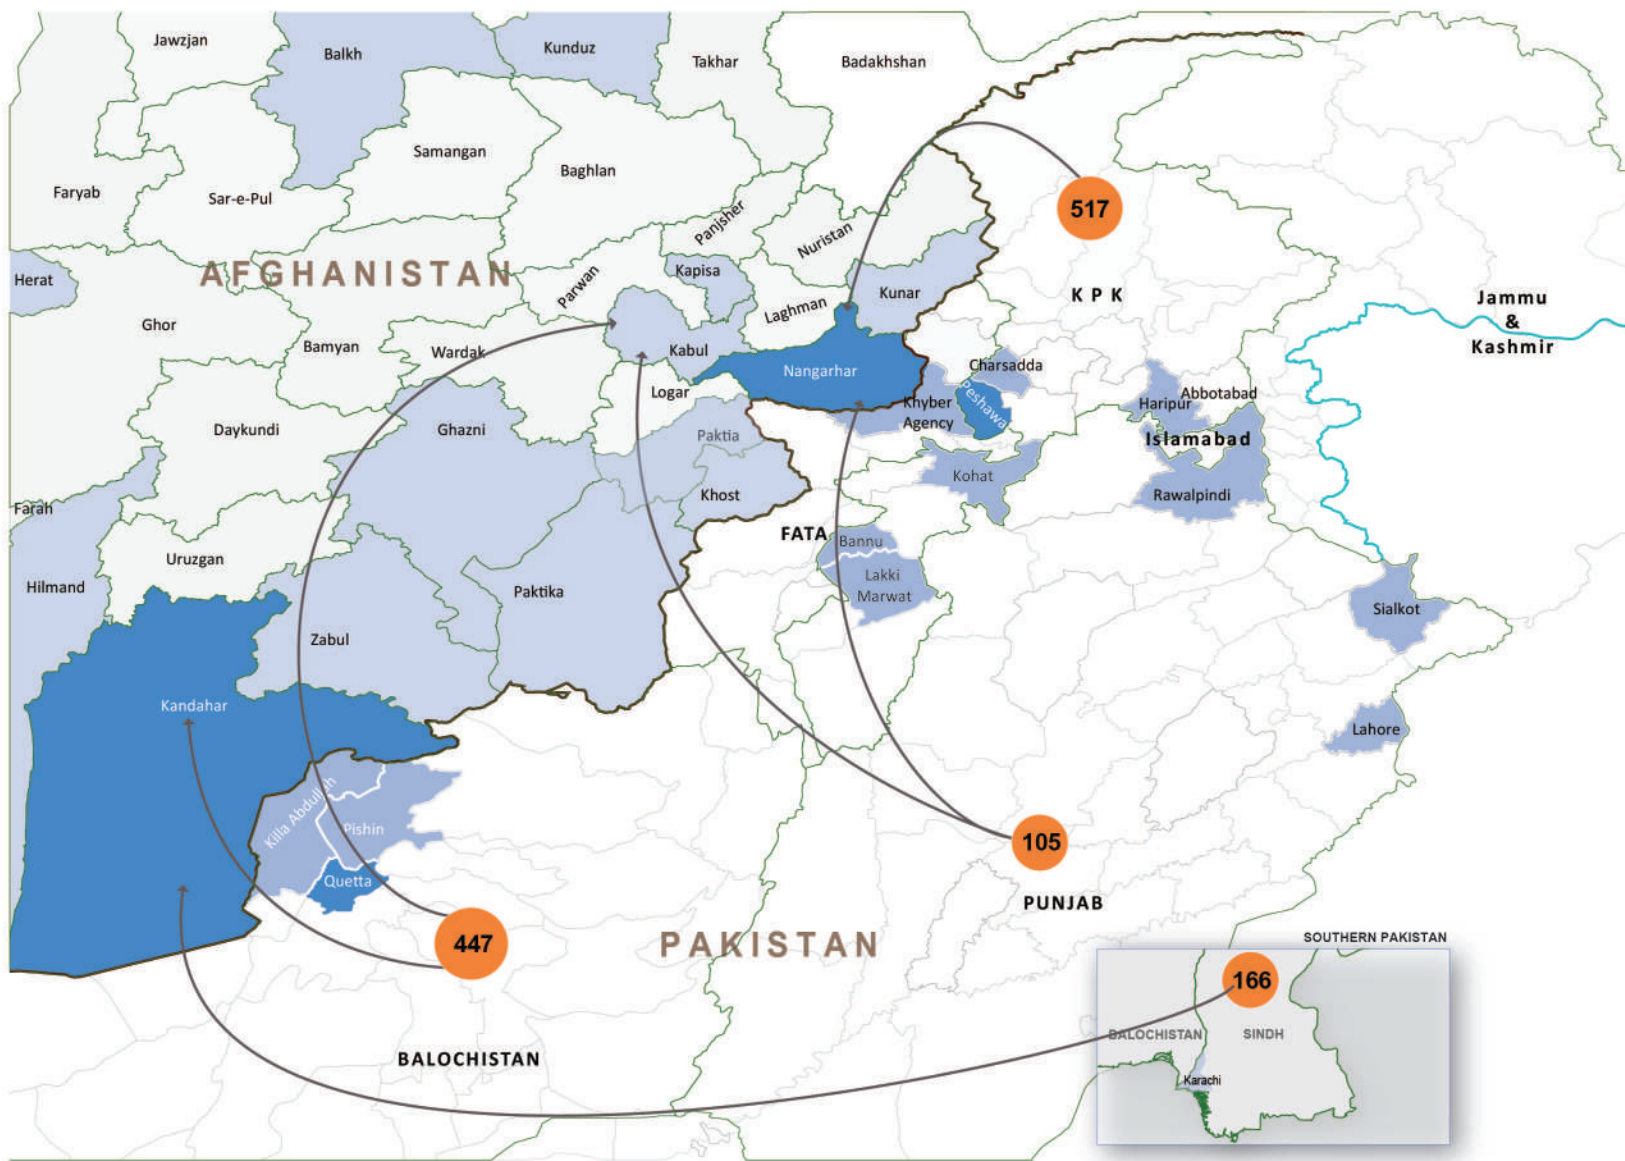 Jawzjan
Balkh
Kunduz
Takhar
Badakhshan
Samangan
Baghlan
Faryab
Sar-e-Pul
Panjsher
Nuristan
517
Herat
AFGHANISTAN
Kapisa
Kunar
K P K
Jammu
&
Kashmir
Parwan
Laghman
Ghor
Bamyan
Wardak
Kabul
Nangarhar
Charsadda
Peshawa
Khyber
Agency
Haripur
Abbotabad
Logar
Daykundi
Ghazni
Paktia
Islamabad
Kohat
Rawalpindi
Khost
Farah
FATA
Bannu
Uruzgan
Hilmand
Paktika
Lakki
Marwat
Sialkot
Zabul
Kandahar
Lahore
Killa Abdullah
Pishin
105
Quetta
PUNJAB
447
PAKISTAN
SOUTHERN PAKISTAN
166
BALOCHISTAN
SINDH
BALOCHISTAN
Karachi